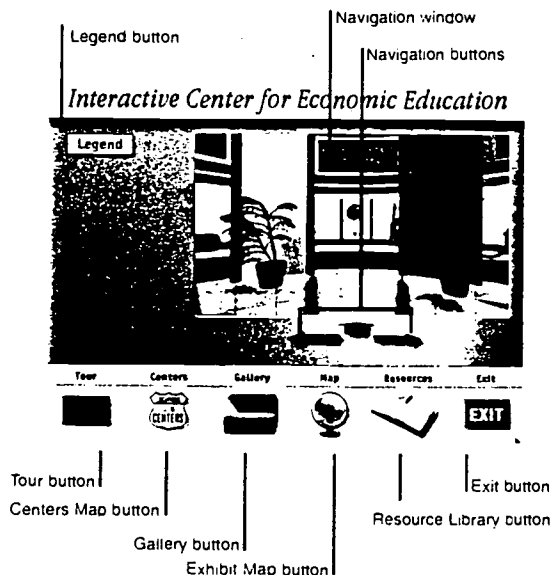 Navigation window
Legend button
Navigation buttons
Interactive Center for Economic Education
Legend
Tour Centers Gallery Map Resources Exit
CENTERS
EXIT
Tour button
Exit button
Centers Map button
Resource Library button
Gallery button
Exhibit Map button